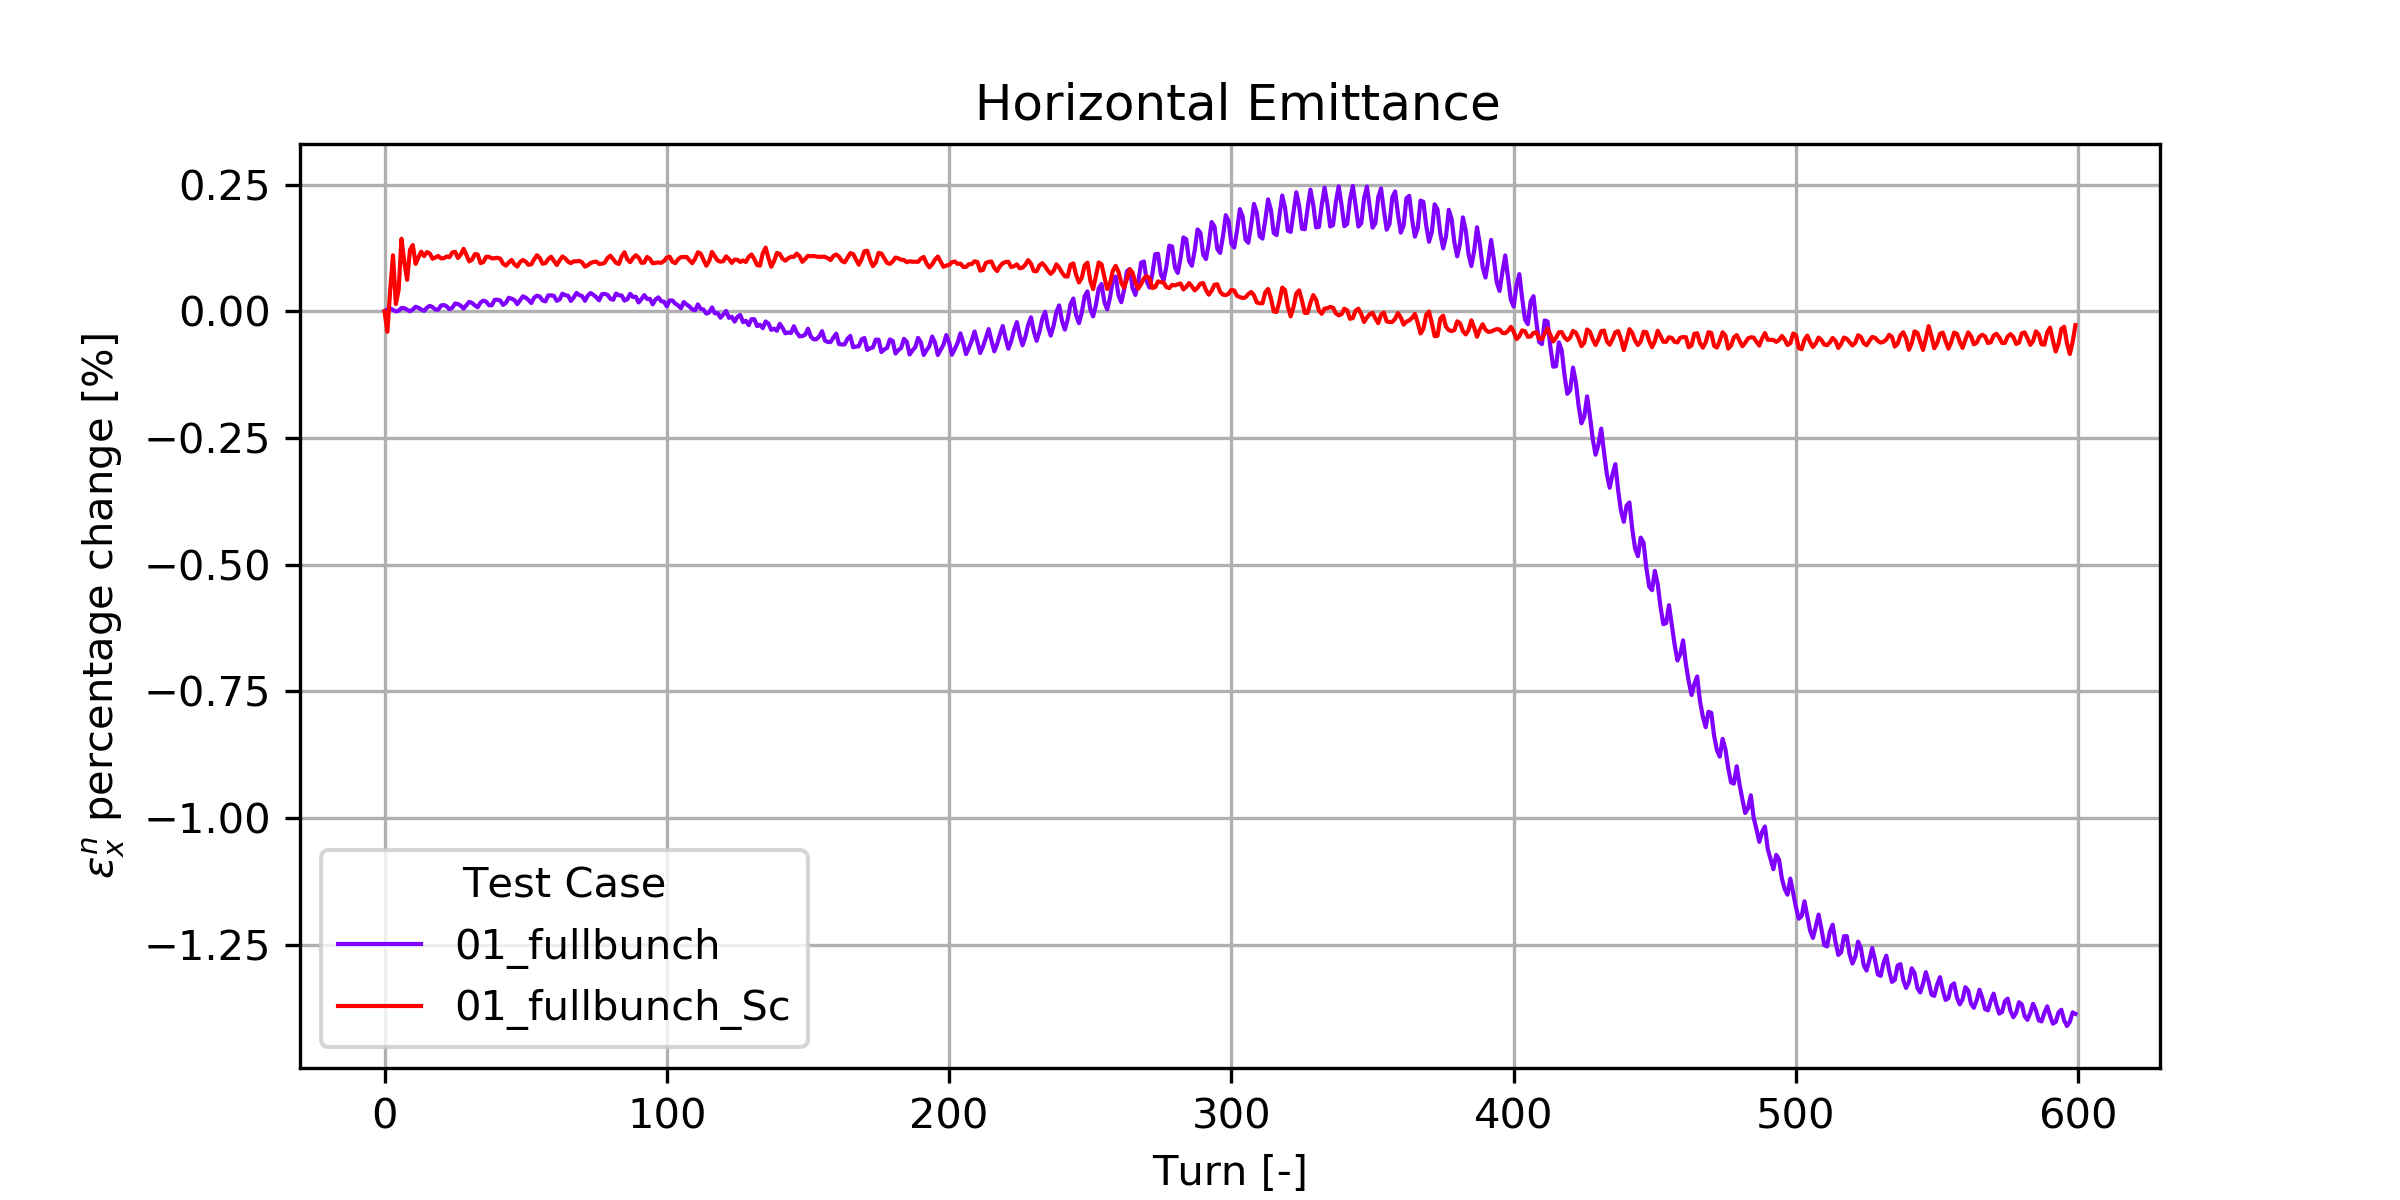 Horizontal Emittance
εₓⁿ percentage change [%]
0.25
0.00
−0.25
−0.50
−0.75
−1.00
−1.25
Test Case
01_fullbunch
01_fullbunch_Sc
0 100 200 300 400 500 600
Turn [-]